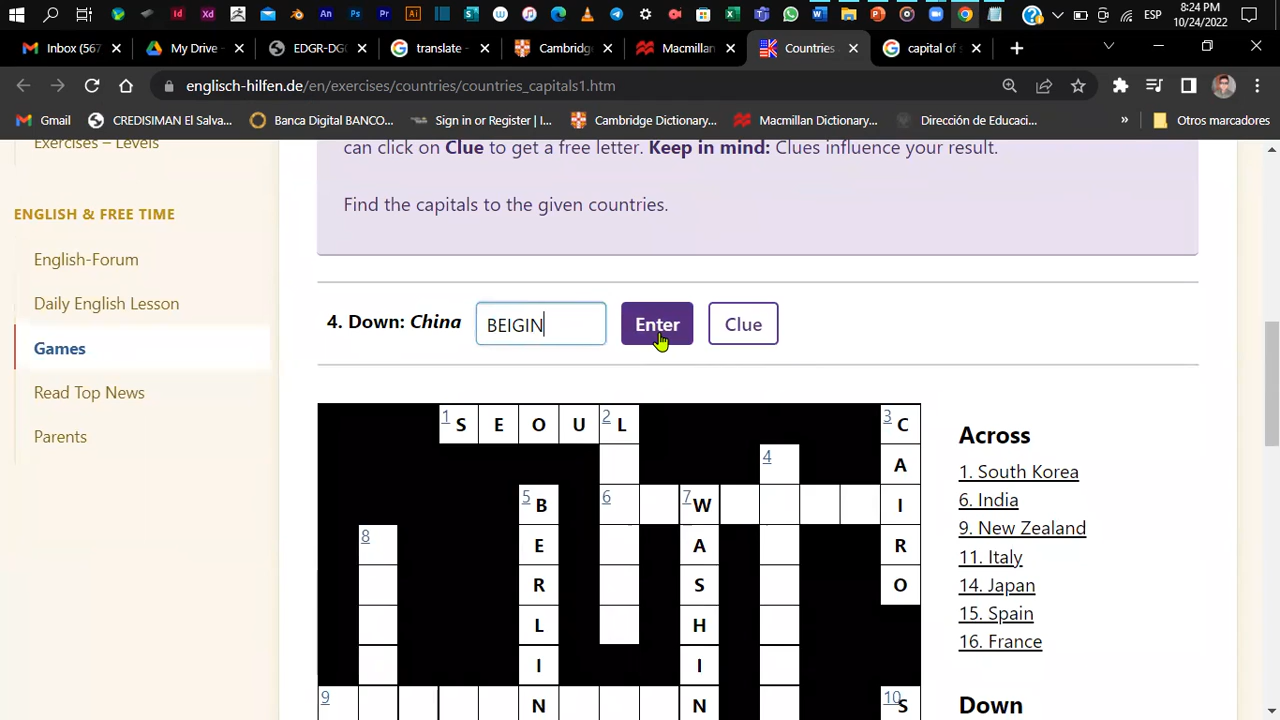 8:24 PM
ESP
10/24/2022
Inbox (567
My Drive -
EDGR-DG
translate -
Cambridg
Macmillan
Countries
capital of s
englisch-hilfen.de/en/exercises/countries/countries_capitals1.htm
Gmail
CREDISIMAN El Salva...
Banca Digital BANCO...
Sign in or Register | I...
Cambridge Dictionary...
Macmillan Dictionary...
Dirección de Educaci...
»
Otros marcadores
Exercises – Levels
can click on Clue to get a free letter. Keep in mind: Clues influence your result.
Find the capitals to the given countries.
ENGLISH & FREE TIME
English-Forum
Daily English Lesson
Games
Read Top News
Parents
4. Down: China
BEIGIN
Enter
Clue
1 S E O U 2 L 3 C
4 A
5 B 6 7 W I
8 E A R
R S O
L H
I I
9 N N 10 S
Across
1. South Korea
6. India
9. New Zealand
11. Italy
14. Japan
15. Spain
16. France
Down